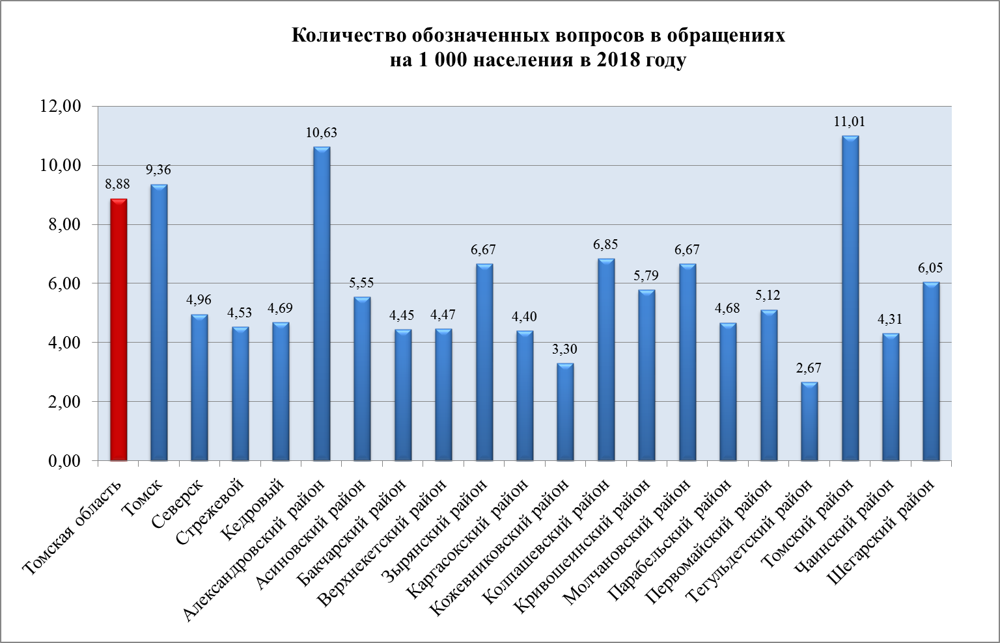 Количество обозначенных вопросов в обращениях
на 1 000 населения в 2018 году
12,00
10,00
8,00
6,00
4,00
2,00
0,00
8,88
9,36
4,96
4,53
4,69
10,63
5,55
4,45
4,47
6,67
4,40
3,30
6,85
5,79
6,67
4,68
5,12
2,67
11,01
4,31
6,05
Томская область
Томск
Северск
Стрежевой
Кедровый
Александровский район
Асиновский район
Бакчарский район
Верхнекетский район
Зырянский район
Каргасокский район
Кожевниковский район
Колпашевский район
Кривошеинский район
Молчановский район
Парабельский район
Первомайский район
Тегульдетский район
Томский район
Чаинский район
Шегарский район